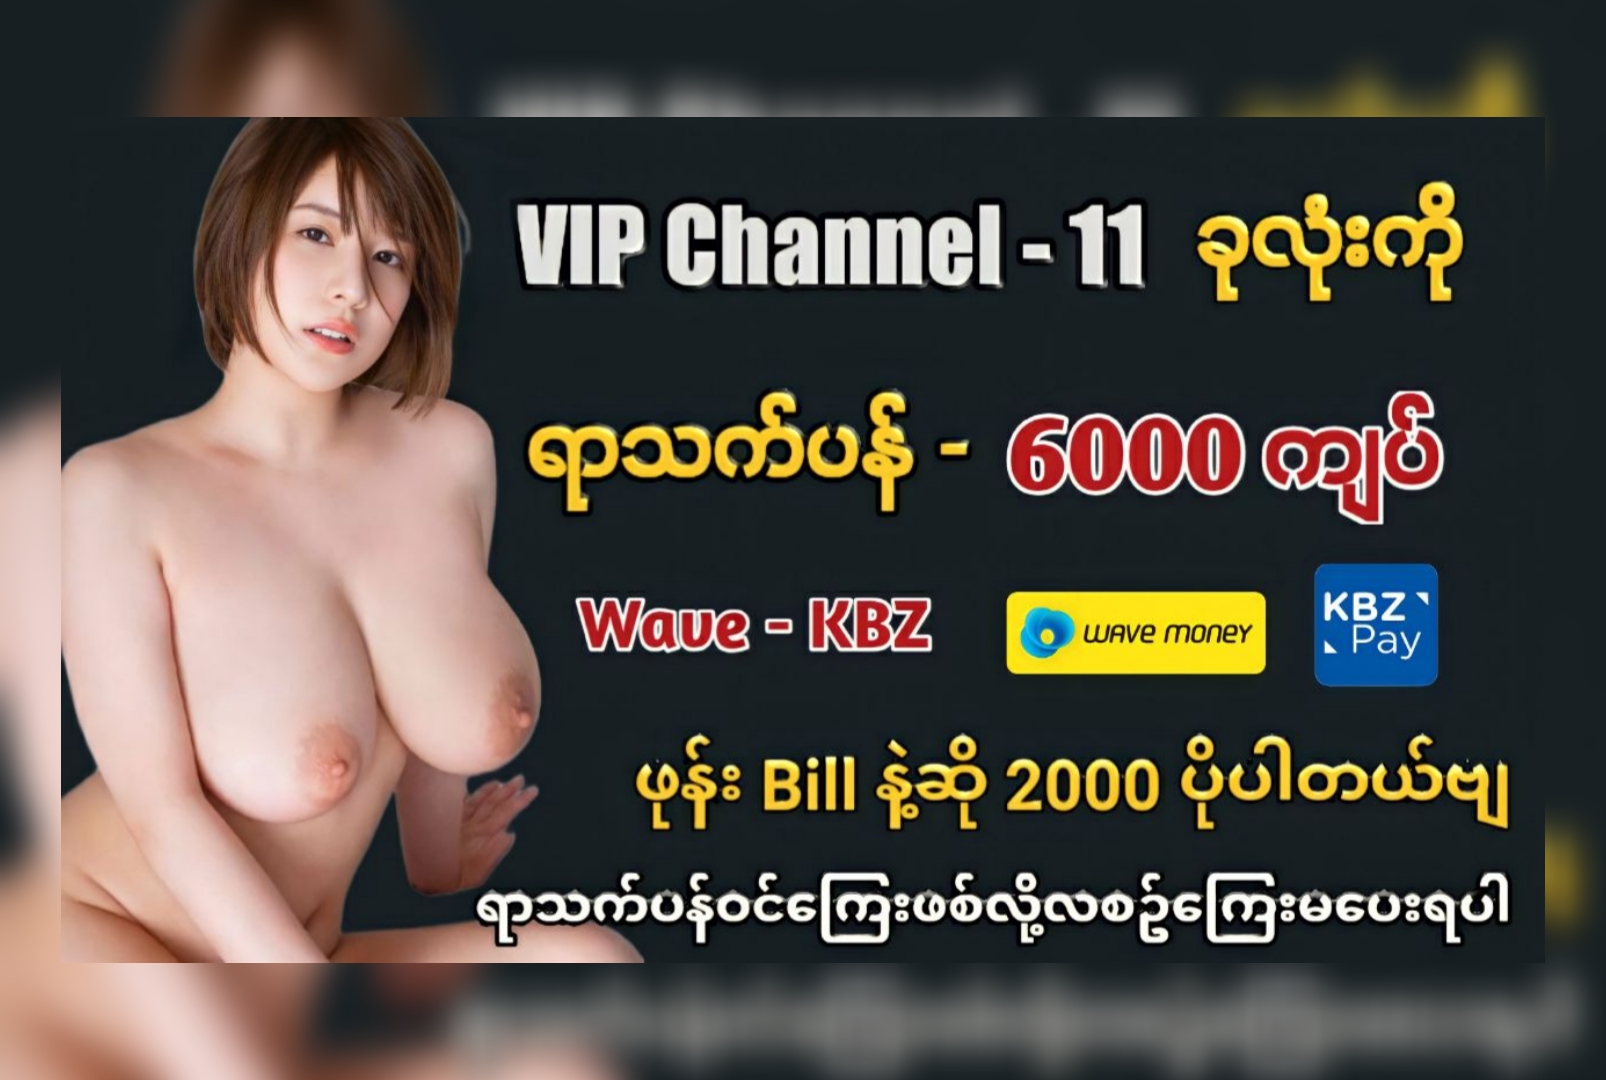 VIP Channel - 11 ခုလုံးကို
ရာသက်ပန် - 6000 ကျပ်
Wave - KBZ WAVE MONEY KBZ Pay
ဖုန်း Bill နဲ့ဆို 2000 ပိုပါတယ်ဗျ
ရာသက်ပန်ဝင်ကြေးဖစ်လို့လစဥ်ကြေးမပေးရပါ